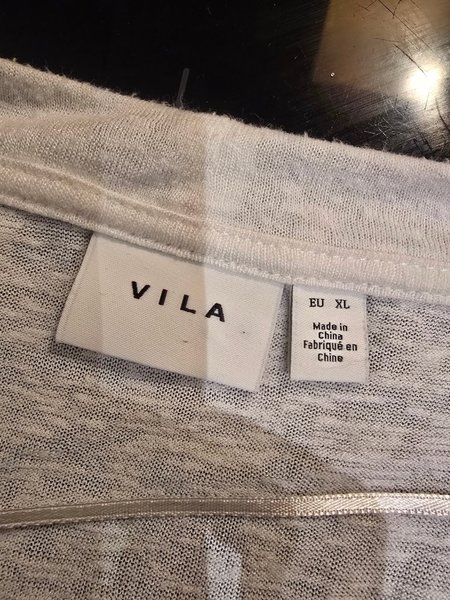 VILA
EU XL
Made in
China
Fabriqué en
Chine